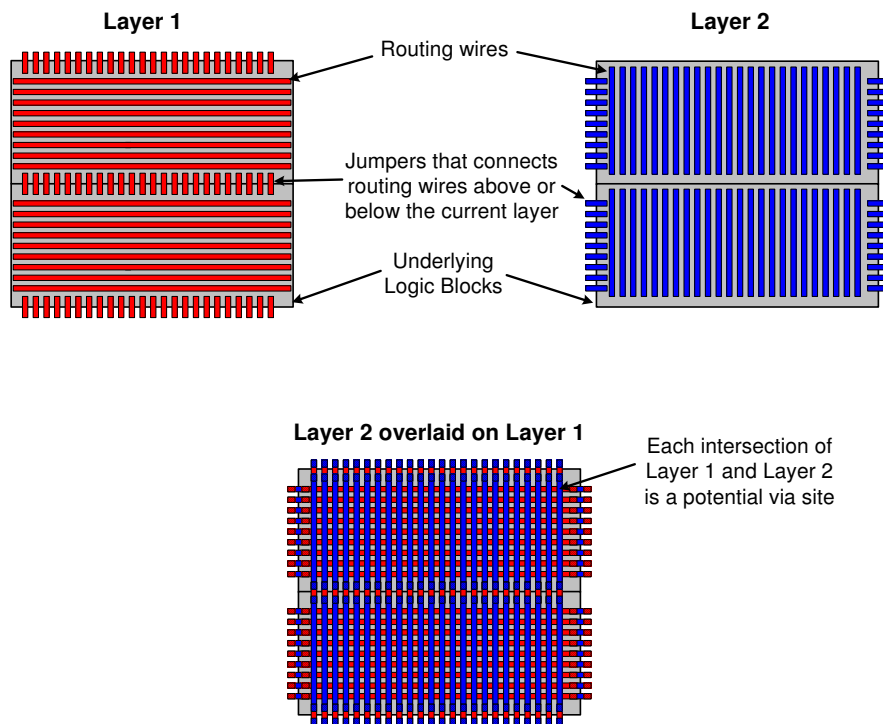 Layer 1
Layer 2
Routing wires
Jumpers that connects
routing wires above or
below the current layer
Underlying
Logic Blocks
Layer 2 overlaid on Layer 1
Each intersection of
Layer 1 and Layer 2
is a potential via site